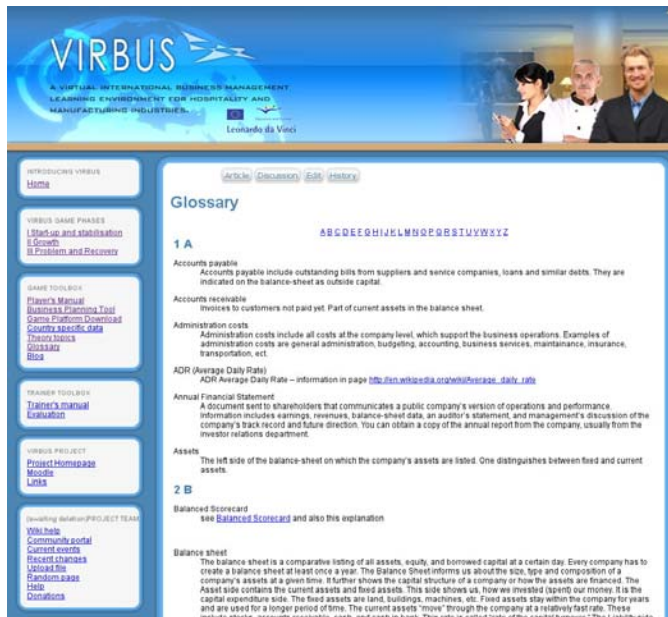 VIRBUS
A VIRTUAL INTERNATIONAL BUSINESS MANAGEMENT
LEARNING ENVIRONMENT FOR HOSPITALITY AND
MANUFACTURING INDUSTRIES.
Leonardo da Vinci
INTRODUCING VIRBUS
Home
VIRBUS GAME PHASES
I Start-up and stabilisation
II Growth
III Problem and Recovery
GAME TOOLBOX
Player's Manual
Business Planning Tool
Game Platform Download
Country specific data
Theory topics
Glossary
Blog
TRAINER TOOLBOX
Trainer's manual
Evaluation
VIRBUS PROJECT
Project Homepage
Moodle
Links
(awaiting deletion)PROJECT TEAM
Wiki help
Community portal
Current events
Recent changes
Upload file
Random page
Help
Donations
Article Discussion Edit History
Glossary
A B C D E F G H I J K L M N O P Q R S T U V W X Y Z
1 A
Accounts payable
Accounts payable include outstanding bills from suppliers and service companies, loans and similar debts. They are
indicated on the balance-sheet as outside capital.
Accounts receivable
Invoices to customers not paid yet. Part of current assets in the balance sheet.
Administration costs
Administration costs include all costs at the company level, which support the business operations. Examples of
administration costs are general administration, budgeting, accounting, business services, maintenance, insurance,
transportation, ect.
ADR (Average Daily Rate)
ADR Average Daily Rate – information in page http://en.wikipedia.org/wiki/Average_daily_rate
Annual Financial Statement
A document sent to shareholders that communicates a public company's version of operations and performance.
Information includes earnings, revenues, balance-sheet data, an auditor's statement, and management's discussion of the
company's track record and future direction. You can obtain a copy of the annual report from the company, usually from the
investor relations department.
Assets
The left side of the balance-sheet on which the company's assets are listed. One distinguishes between fixed and current
assets.
2 B
Balanced Scorecard
see Balanced Scorecard and also this explanation
Balance sheet
The balance sheet is a comparative listing of all assets, equity, and borrowed capital at a certain day. Every company has to
create a balance sheet at least once a year. The Balance Sheet informs us about the size, type and composition of a
company's assets at a given time. It further shows the capital structure of a company or how the assets are financed. The
Asset side contains the current assets and fixed assets. This side shows us, how we invested (spent) our money. It is the
capital expenditure side. The fixed assets are land, buildings, machines, etc. Fixed assets stay within the company for years
and are used for a longer period of time. The current assets "move" through the company at a relatively fast rate. These